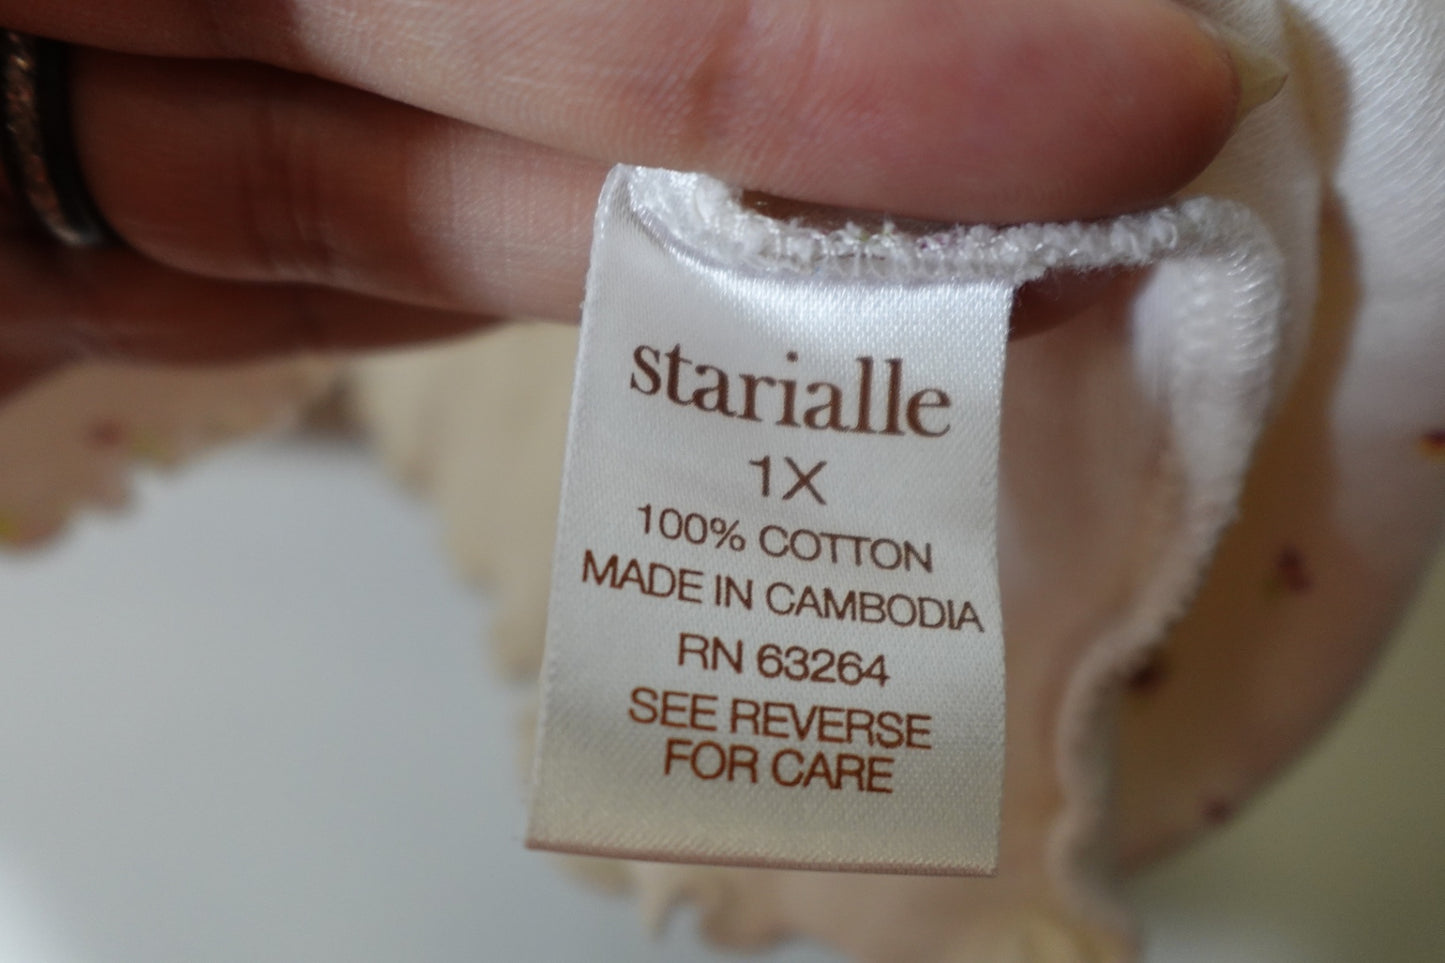 starialle
1X
100% COTTON
MADE IN CAMBODIA
RN 63264
SEE REVERSE
FOR CARE